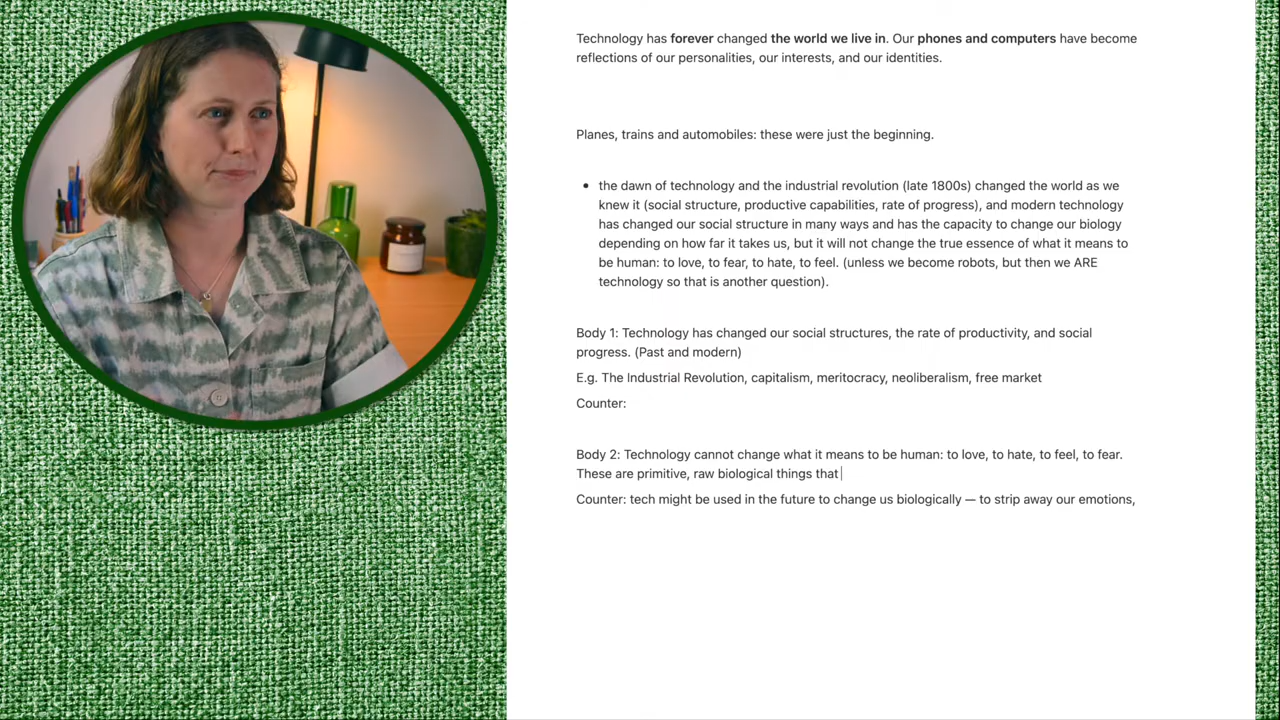 Technology has forever changed the world we live in. Our phones and computers have become
reflections of our personalities, our interests, and our identities.
Planes, trains and automobiles: these were just the beginning.
• the dawn of technology and the industrial revolution (late 1800s) changed the world as we
knew it (social structure, productive capabilities, rate of progress), and modern technology
has changed our social structure in many ways and has the capacity to change our biology
depending on how far it takes us, but it will not change the true essence of what it means to
be human: to love, to fear, to hate, to feel. (unless we become robots, but then we ARE
technology so that is another question).
Body 1: Technology has changed our social structures, the rate of productivity, and social
progress. (Past and modern)
E.g. The Industrial Revolution, capitalism, meritocracy, neoliberalism, free market
Counter:
Body 2: Technology cannot change what it means to be human: to love, to hate, to feel, to fear.
These are primitive, raw biological things that
Counter: tech might be used in the future to change us biologically — to strip away our emotions,